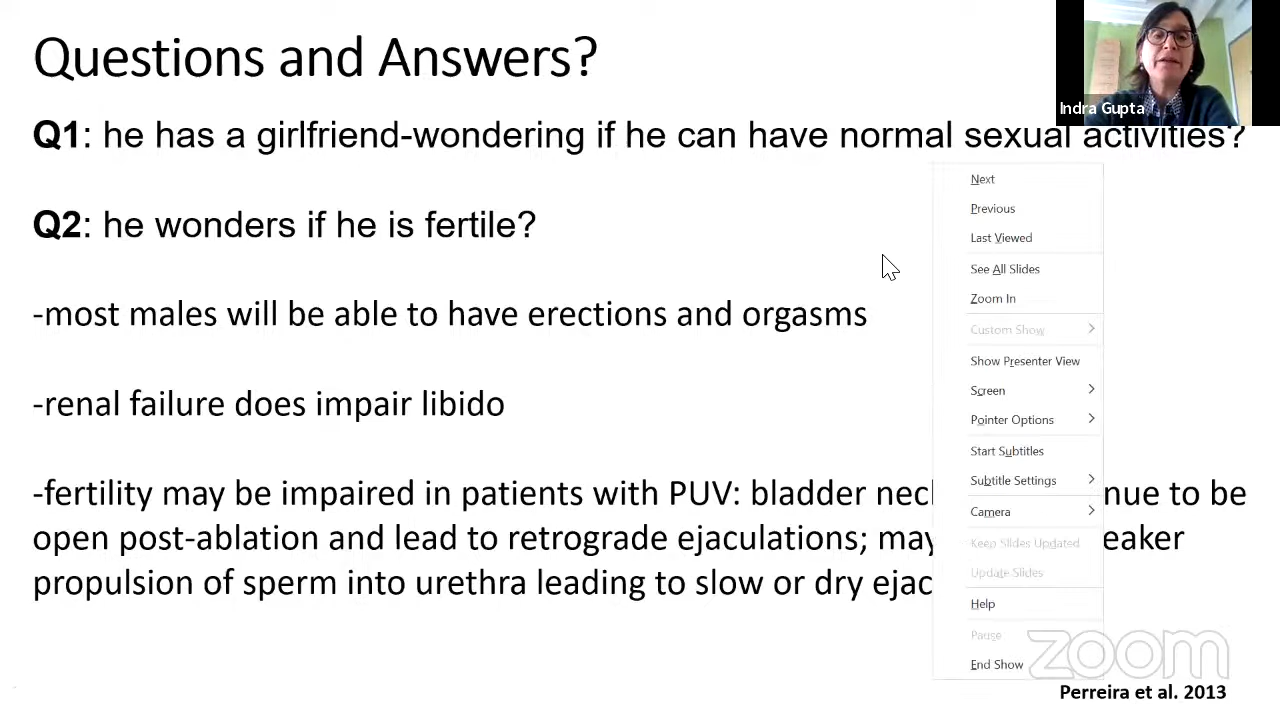 Questions and Answers?
Indra Gupta
Q1: he has a girlfriend-wondering if he can have normal sexual activities?
Q2: he wonders if he is fertile?
-most males will be able to have erections and orgasms
-renal failure does impair libido
-fertility may be impaired in patients with PUV: bladder nec nue to be
open post-ablation and lead to retrograde ejaculations; may eaker
propulsion of sperm into urethra leading to slow or dry ejac
Next
Previous
Last Viewed
See All Slides
Zoom In
Custom Show
Show Presenter View
Screen
Pointer Options
Start Subtitles
Subtitle Settings
Camera
Keep Slides Updated
Update Slides
Help
Pause
End Show
zoom
Perreira et al. 2013